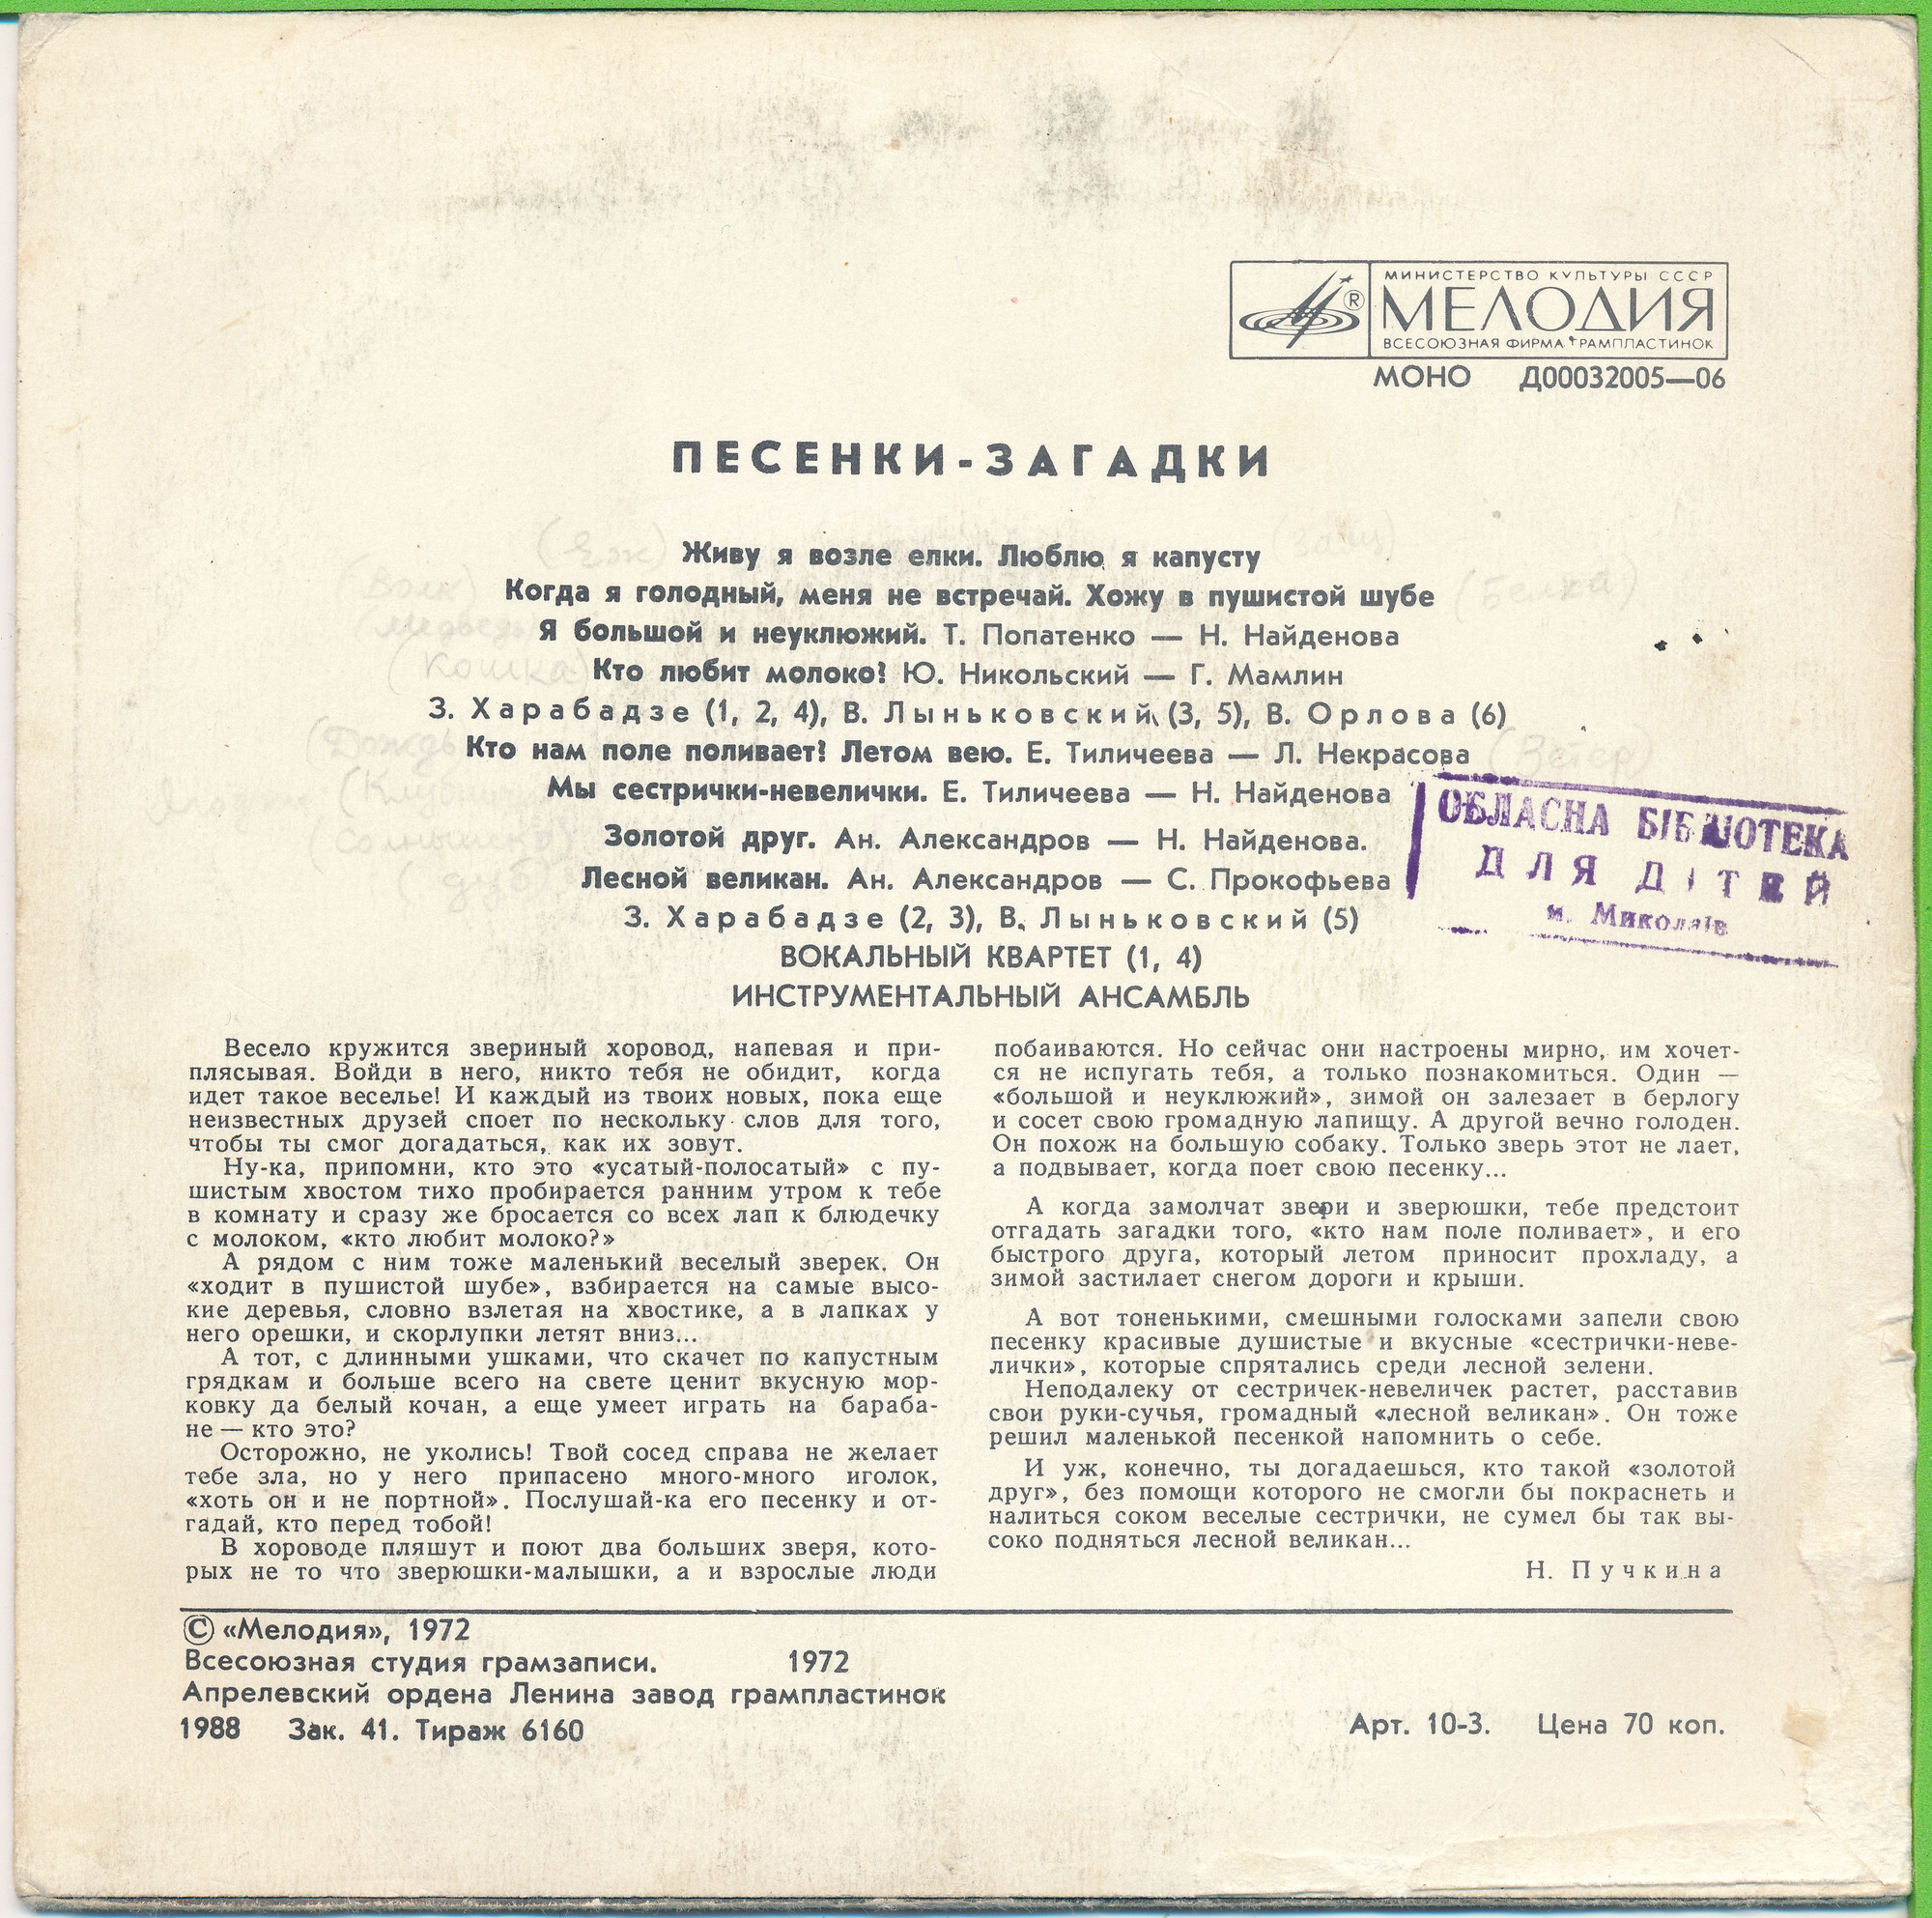 МИНИСТЕРСТВО КУЛЬТУРЫ СССР
МЕЛОДИЯ
ВСЕСОЮЗНАЯ ФИРМА ГРАМПЛАСТИНОК
МОНО Д00032005—06
ПЕСЕНКИ-ЗАГАДКИ
(Еж)
Живу я возле елки. Люблю я капусту
Волк)
Когда я голодный, меня не встречай. Хожу в пушистой шубе
(Белка)
Медведь
Я большой и неуклюжий. Т. Попатенко — Н. Найденова
(Кошка)
Кто любит молоко? Ю. Никольский — Г. Мамлин
З. Харабадзе (1, 2, 4), В. Лыньковский (3, 5), В. Орлова (6)
(Дождь
Кто нам поле поливает? Летом вею. Е. Тиличеева — Л. Некрасова
Мы сестрички-невелички. Е. Тиличеева — Н. Найденова
Солнышко)
Золотой друг. Ан. Александров — Н. Найденова.
(дуб)
Лесной великан. Ан. Александров — С. Прокофьева
З. Харабадзе (2, 3), В. Лыньковский (5)
ВОКАЛЬНЫЙ КВАРТЕТ (1, 4)
ИНСТРУМЕНТАЛЬНЫЙ АНСАМБЛЬ
ОБЛАСНА БІБЛІОТЕКА
ДЛЯ ДІТЕЙ
м. Миколаїв
Весело кружится звериный хоровод, напевая и при-
плясывая. Войди в него, никто тебя не обидит, когда
идет такое веселье! И каждый из твоих новых, пока еще
неизвестных друзей споет по нескольку слов для того,
чтобы ты смог догадаться, как их зовут.
Ну-ка, припомни, кто это «усатый-полосатый» с пу-
шистым хвостом тихо пробирается ранним утром к тебе
в комнату и сразу же бросается со всех лап к блюдечку
с молоком, «кто любит молоко?»
А рядом с ним тоже маленький веселый зверек. Он
«ходит в пушистой шубе», взбирается на самые высо-
кие деревья, словно взлетая на хвостике, а в лапках у
него орешки, и скорлупки летят вниз...
А тот, с длинными ушками, что скачет по капустным
грядкам и больше всего на свете ценит вкусную мор-
ковку да белый кочан, а еще умеет играть на бараба-
не — кто это?
Осторожно, не уколись! Твой сосед справа не желает
тебе зла, но у него припасено много-много иголок,
«хоть он и не портной». Послушай-ка его песенку и от-
гадай, кто перед тобой!
В хороводе пляшут и поют два больших зверя, кото-
рых не то что зверюшки-малышки, а и взрослые люди
побаиваются. Но сейчас они настроены мирно, им хочет-
ся не испугать тебя, а только познакомиться. Один —
«большой и неуклюжий», зимой он залезает в берлогу
и сосет свою громадную лапищу. А другой вечно голоден.
Он похож на большую собаку. Только зверь этот не лает,
а подвывает, когда поет свою песенку...
А когда замолчат звери и зверюшки, тебе предстоит
отгадать загадки того, «кто нам поле поливает», и его
быстрого друга, который летом приносит прохладу, а
зимой застилает снегом дороги и крыши.
А вот тоненькими, смешными голосками запели свою
песенку красивые душистые и вкусные «сестрички-неве-
лички», которые спрятались среди лесной зелени.
Неподалеку от сестричек-невеличек растет, расставив
свои руки-сучья, громадный «лесной великан». Он тоже
решил маленькой песенкой напомнить о себе.
И уж, конечно, ты догадаешься, кто такой «золотой
друг», без помощи которого не смогли бы покраснеть и
налиться соком веселые сестрички, не сумел бы так вы-
соко подняться лесной великан...
Н. Пучкина
© «Мелодия», 1972
Всесоюзная студия грамзаписи. 1972
Апрелевский ордена Ленина завод грампластинок
1988 Зак. 41. Тираж 6160
Арт. 10-3. Цена 70 коп.